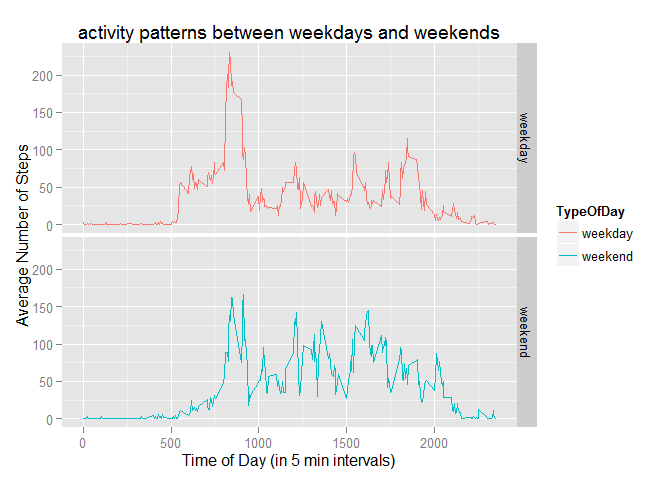 activity patterns between weekdays and weekends
Average Number of Steps
200
150
100
50
0
weekday
200
150
100
50
0
weekend
0
500
1000
1500
2000
Time of Day (in 5 min intervals)
TypeOfDay
weekday
weekend